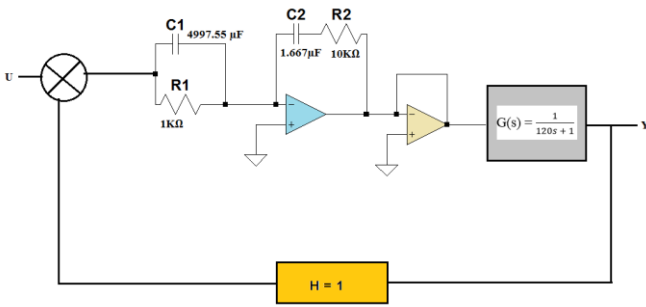 C1
4997.55 µF
C2
R2
1.667µF
10KΩ
U
R1
1KΩ
−
+
−
+
G(s) = 1 / 120s + 1
Y
H = 1